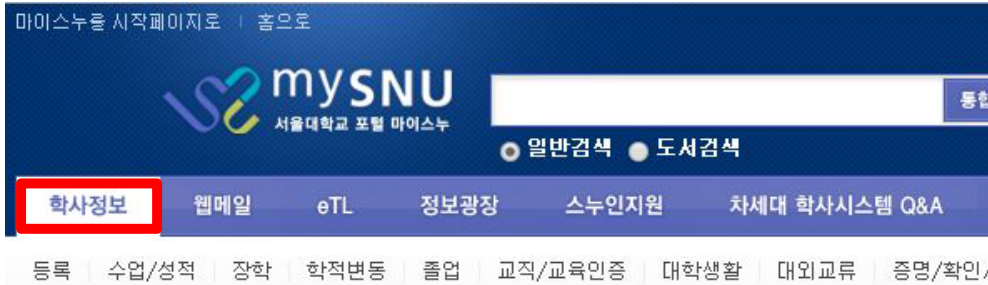 마이스누를 시작페이지로 | 홈으로
mySNU
서울대학교 포털 마이스누
통합
일반검색 도서검색
학사정보 웹메일 eTL 정보광장 스누인지원 차세대 학사시스템 Q&A
등록 수업/성적 장학 학적변동 졸업 교직/교육인증 대학생활 대외교류 증명/확인/